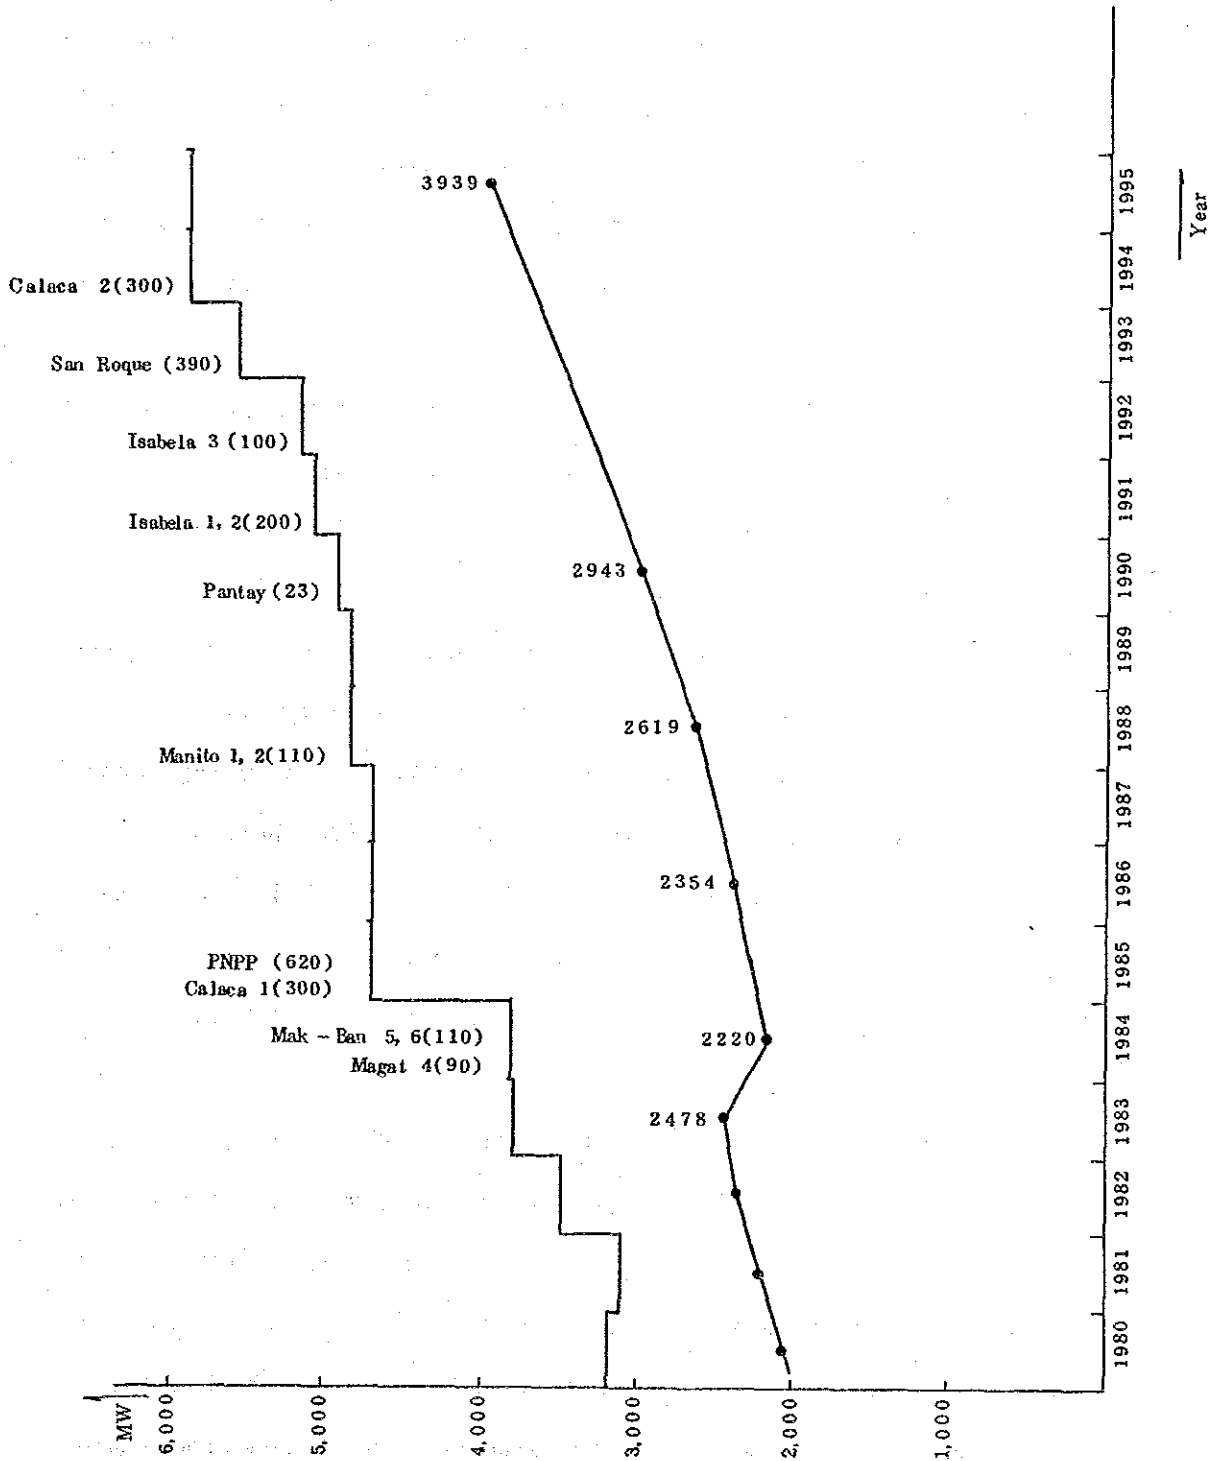 3939
Calaca 2(300)
San Roque (390)
Isabela 3 (100)
Isabela 1, 2(200)
2943
Pantay (23)
2619
Manito 1, 2(110)
2354
PNPP (620)
Calaca 1(300)
Mak - Ban 5, 6(110)
2220
Magat 4(90)
2478
MW
6,000
5,000
4,000
3,000
2,000
1,000
1980
1981
1982
1983
1984
1985
1986
1987
1988
1989
1990
1991
1992
1993
1994
1995
Year